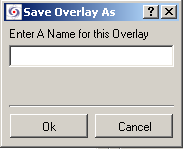 Save Overlay As
Enter A Name for this Overlay
Ok
Cancel